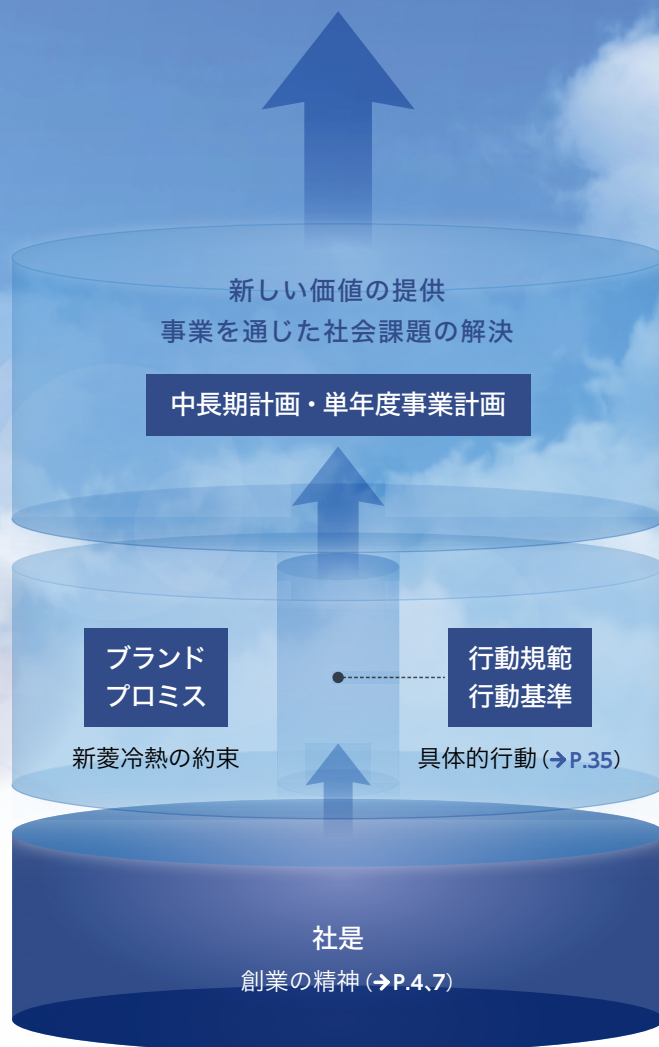 新しい価値の提供
事業を通じた社会課題の解決
中長期計画・単年度事業計画
ブランド
プロミス
新菱冷熱の約束
行動規範
行動基準
具体的行動(→P.35)
社是
創業の精神(→P.4、7)